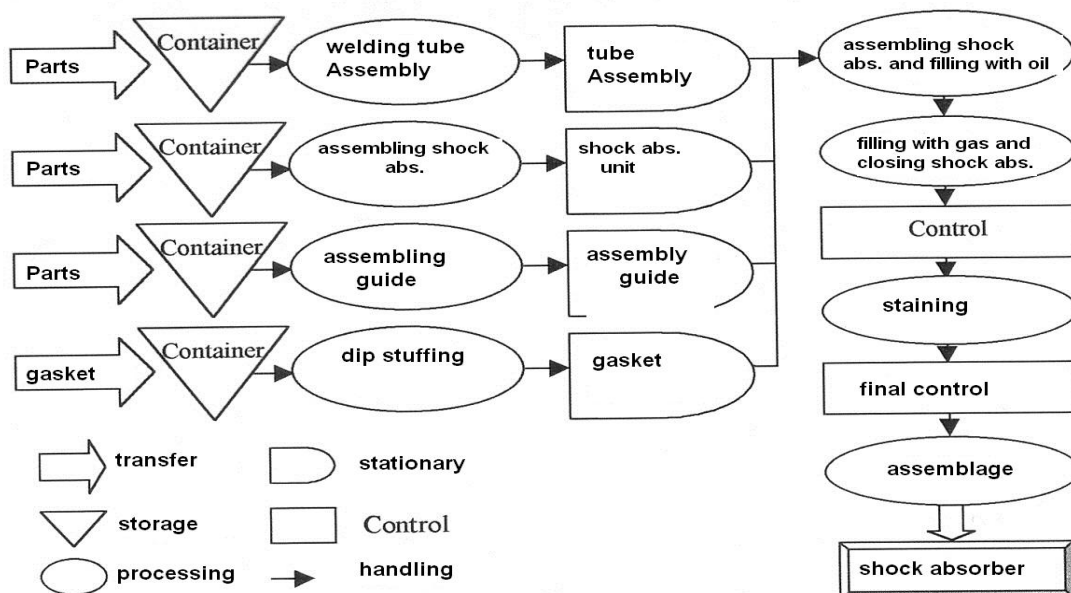 Parts
Container
welding tube
Assembly
tube
Assembly
assembling shock
abs. and filling with oil
Parts
Container
assembling shock
abs.
shock abs.
unit
filling with gas and
closing shock abs.
Parts
Container
assembling
guide
assembly
guide
Control
staining
gasket
Container
dip stuffing
gasket
final control
assemblage
shock absorber
transfer
stationary
storage
Control
processing
handling